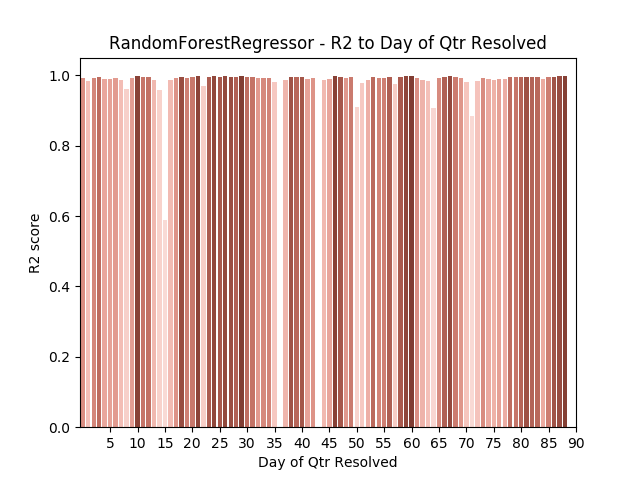 RandomForestRegressor - R2 to Day of Qtr Resolved
1.0
0.8
0.6
0.4
0.2
0.0
R2 score
5 10 15 20 25 30 35 40 45 50 55 60 65 70 75 80 85 90
Day of Qtr Resolved